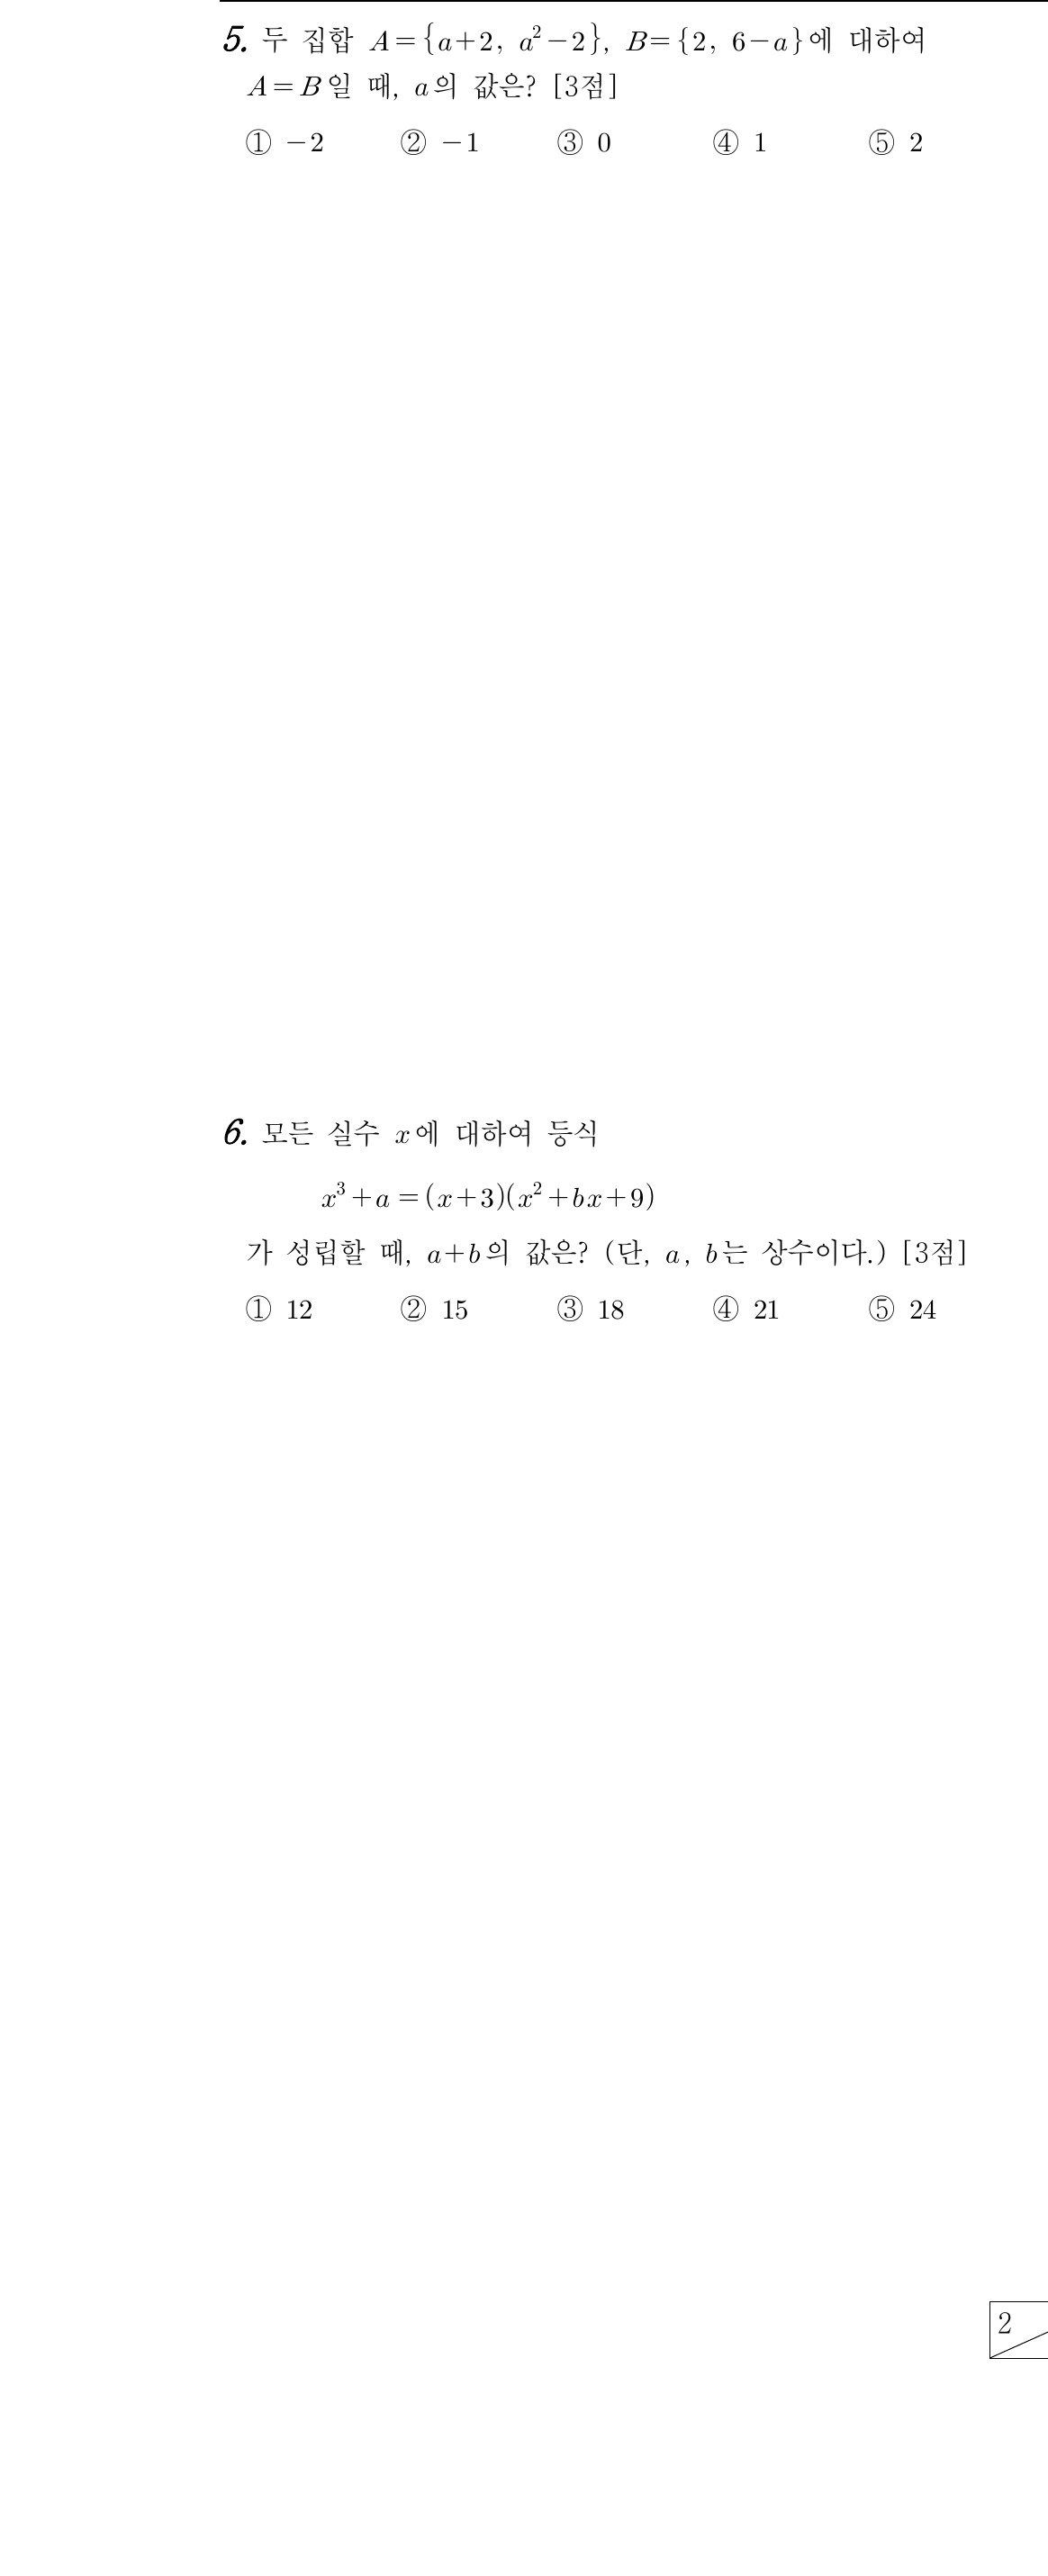 5. 두 집합 A={a+2, a²-2}, B={2, 6-a}에 대하여
A=B일 때, a의 값은? [3점]
① -2 ② -1 ③ 0 ④ 1 ⑤ 2
6. 모든 실수 x에 대하여 등식
x³+a=(x+3)(x²+bx+9)
가 성립할 때, a+b의 값은? (단, a, b는 상수이다.) [3점]
① 12 ② 15 ③ 18 ④ 21 ⑤ 24
2